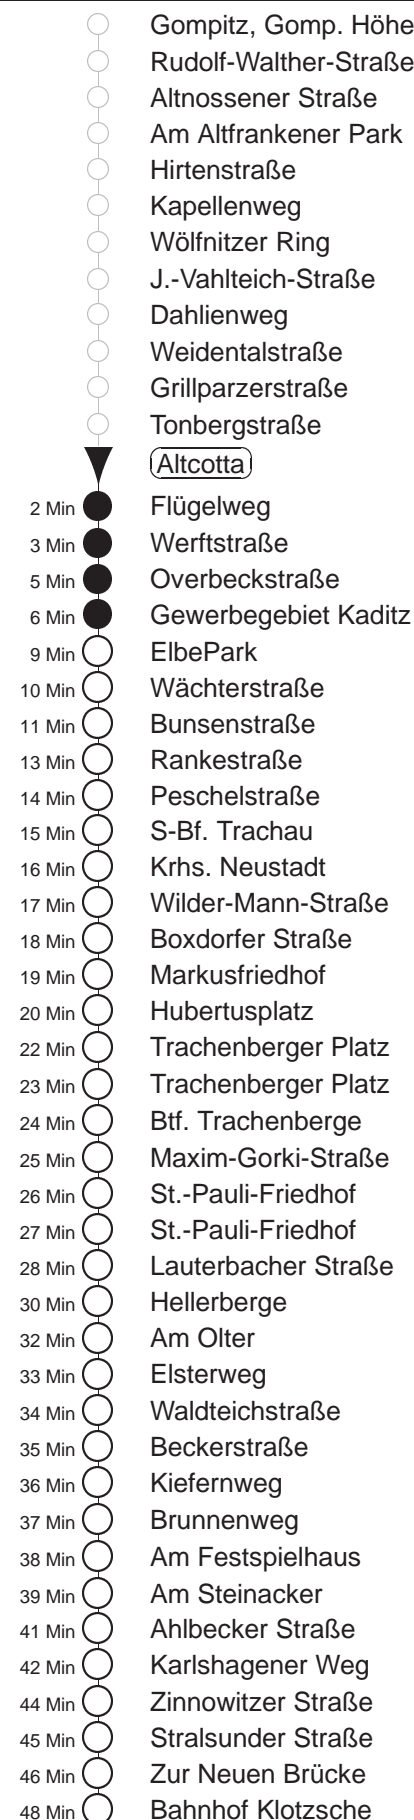 Gompitz, Gomp. Höhe
Rudolf-Walther-Straße
Altnossener Straße
Am Altfrankener Park
Hirtenstraße
Kapellenweg
Wölfnitzer Ring
J.-Vahlteich-Straße
Dahlienweg
Weidentalstraße
Grillparzerstraße
Tonbergstraße
Altcotta
2 Min Flügelweg
3 Min Werftstraße
5 Min Overbeckstraße
6 Min Gewerbegebiet Kaditz
9 Min ElbePark
10 Min Wächterstraße
11 Min Bunsenstraße
13 Min Rankestraße
14 Min Peschelstraße
15 Min S-Bf. Trachau
16 Min Krhs. Neustadt
17 Min Wilder-Mann-Straße
18 Min Boxdorfer Straße
19 Min Markusfriedhof
20 Min Hubertusplatz
22 Min Trachenberger Platz
23 Min Trachenberger Platz
24 Min Btf. Trachenberge
25 Min Maxim-Gorki-Straße
26 Min St.-Pauli-Friedhof
27 Min St.-Pauli-Friedhof
28 Min Lauterbacher Straße
30 Min Hellerberge
32 Min Am Olter
33 Min Elsterweg
34 Min Waldteichstraße
35 Min Beckerstraße
36 Min Kiefernweg
37 Min Brunnenweg
38 Min Am Festspielhaus
39 Min Am Steinacker
41 Min Ahlbecker Straße
42 Min Karlshagener Weg
44 Min Zinnowitzer Straße
45 Min Stralsunder Straße
46 Min Zur Neuen Brücke
48 Min Bahnhof Klotzsche